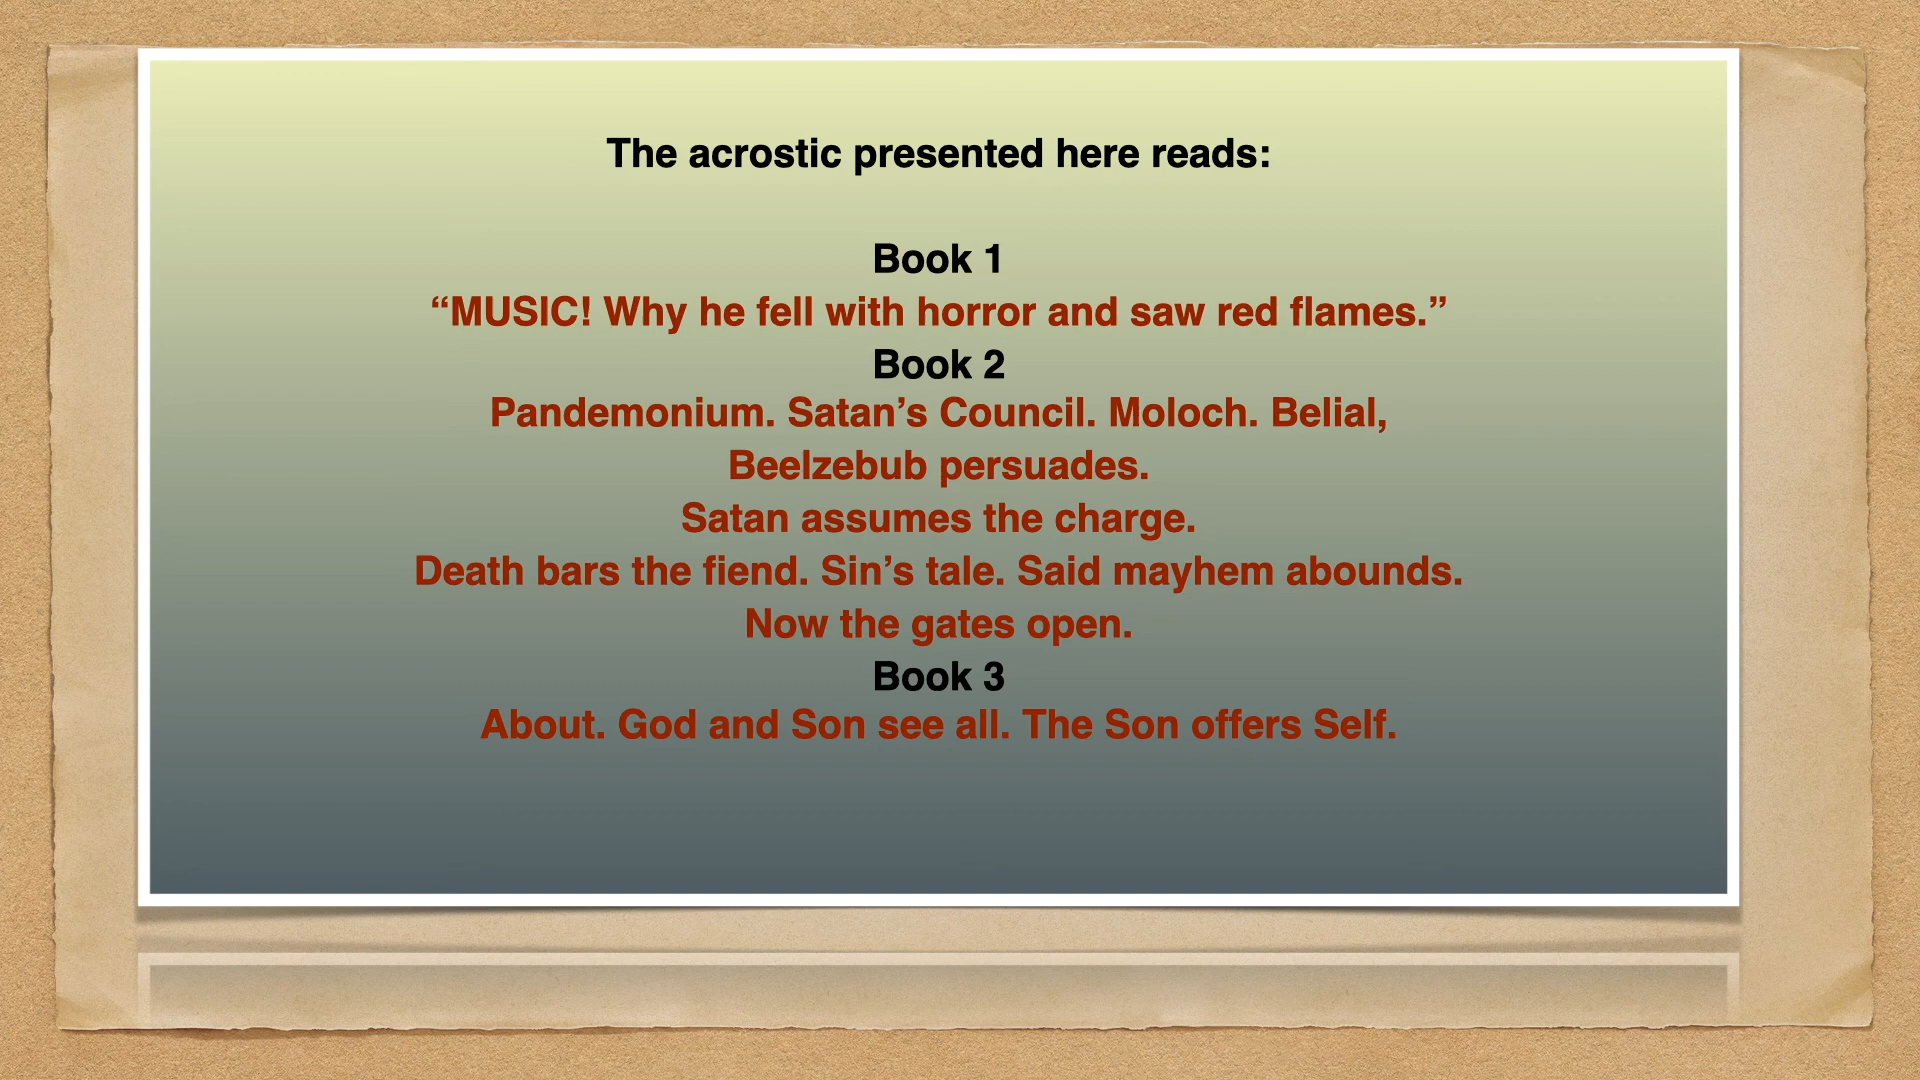 The acrostic presented here reads:
Book 1
“MUSIC! Why he fell with horror and saw red flames.”
Book 2
Pandemonium. Satan’s Council. Moloch. Belial,
Beelzebub persuades.
Satan assumes the charge.
Death bars the fiend. Sin’s tale. Said mayhem abounds.
Now the gates open.
Book 3
About. God and Son see all. The Son offers Self.